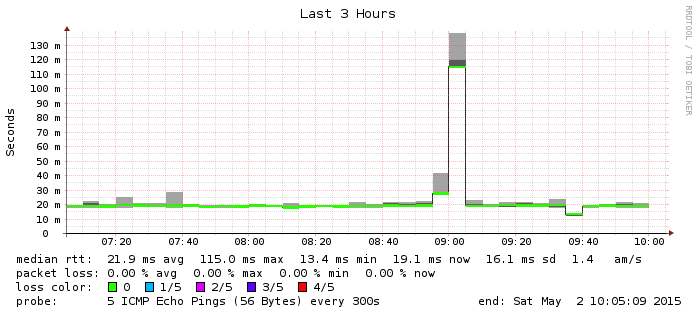 Last 3 Hours
RRDTOOL / TOBI OETIKER
Seconds
130 m
120 m
110 m
100 m
90 m
80 m
70 m
60 m
50 m
40 m
30 m
20 m
10 m
0
07:20 07:40 08:00 08:20 08:40 09:00 09:20 09:40 10:00
median rtt: 21.9 ms avg 115.0 ms max 13.4 ms min 19.1 ms now 16.1 ms sd 1.4 am/s
packet loss: 0.00 % avg 0.00 % max 0.00 % min 0.00 % now
loss color: 0 1/5 2/5 3/5 4/5
probe: 5 ICMP Echo Pings (56 Bytes) every 300s end: Sat May 2 10:05:09 2015